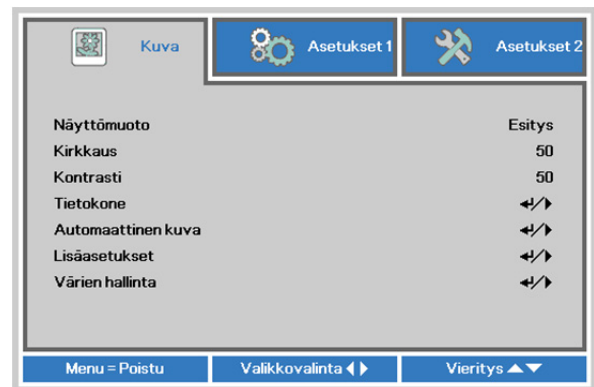 Kuva Asetukset 1 Asetukset 2
Näyttömuoto Esitys
Kirkkaus 50
Kontrasti 50
Tietokone ↵/▶
Automaattinen kuva ↵/▶
Lisäasetukset ↵/▶
Värien hallinta ↵/▶
Menu = Poistu Valikkovalinta ◀▶ Vieritys ▲▼